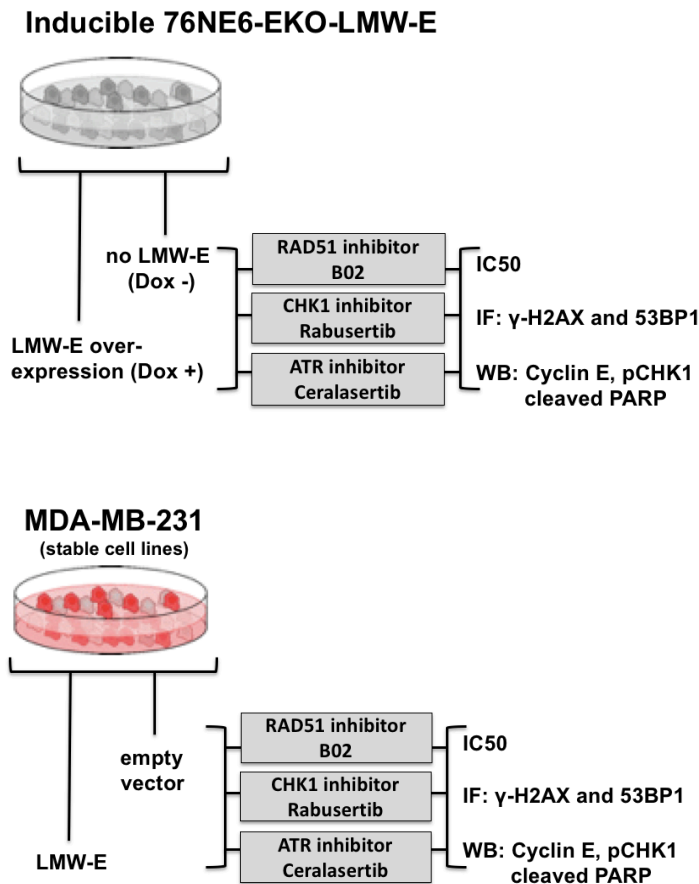 Inducible 76NE6-EKO-LMW-E
no LMW-E
(Dox -)
LMW-E over-
expression (Dox +)
RAD51 inhibitor
B02
CHK1 inhibitor
Rabusertib
ATR inhibitor
Ceralasertib
IC50
IF: γ-H2AX and 53BP1
WB: Cyclin E, pCHK1
cleaved PARP
MDA-MB-231
(stable cell lines)
empty
vector
LMW-E
RAD51 inhibitor
B02
CHK1 inhibitor
Rabusertib
ATR inhibitor
Ceralasertib
IC50
IF: γ-H2AX and 53BP1
WB: Cyclin E, pCHK1
cleaved PARP